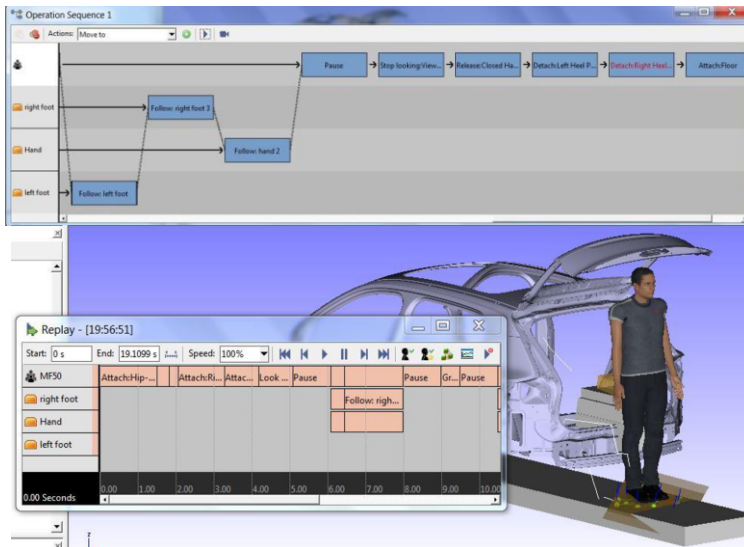 Operation Sequence 1
Actions: Move to
Pause
Stop looking:View...
Release:Closed Ha...
Detach:Left Heel P...
Detach:Right Heel...
Attach:Floor
right foot
Follow: right foot 3
Hand
Follow: hand 2
left foot
Follow: left foot
Replay - [19:56:51]
Start: 0 s End: 19.1099 s Speed: 100%
MF50 Attach:Hip-... Attach:Ri... Attac... Look ... Pause Pause Gr... Pause
right foot Follow: righ...
Hand
left foot
0.00 Seconds 0.00 1.00 2.00 3.00 4.00 5.00 6.00 7.00 8.00 9.00 10.00